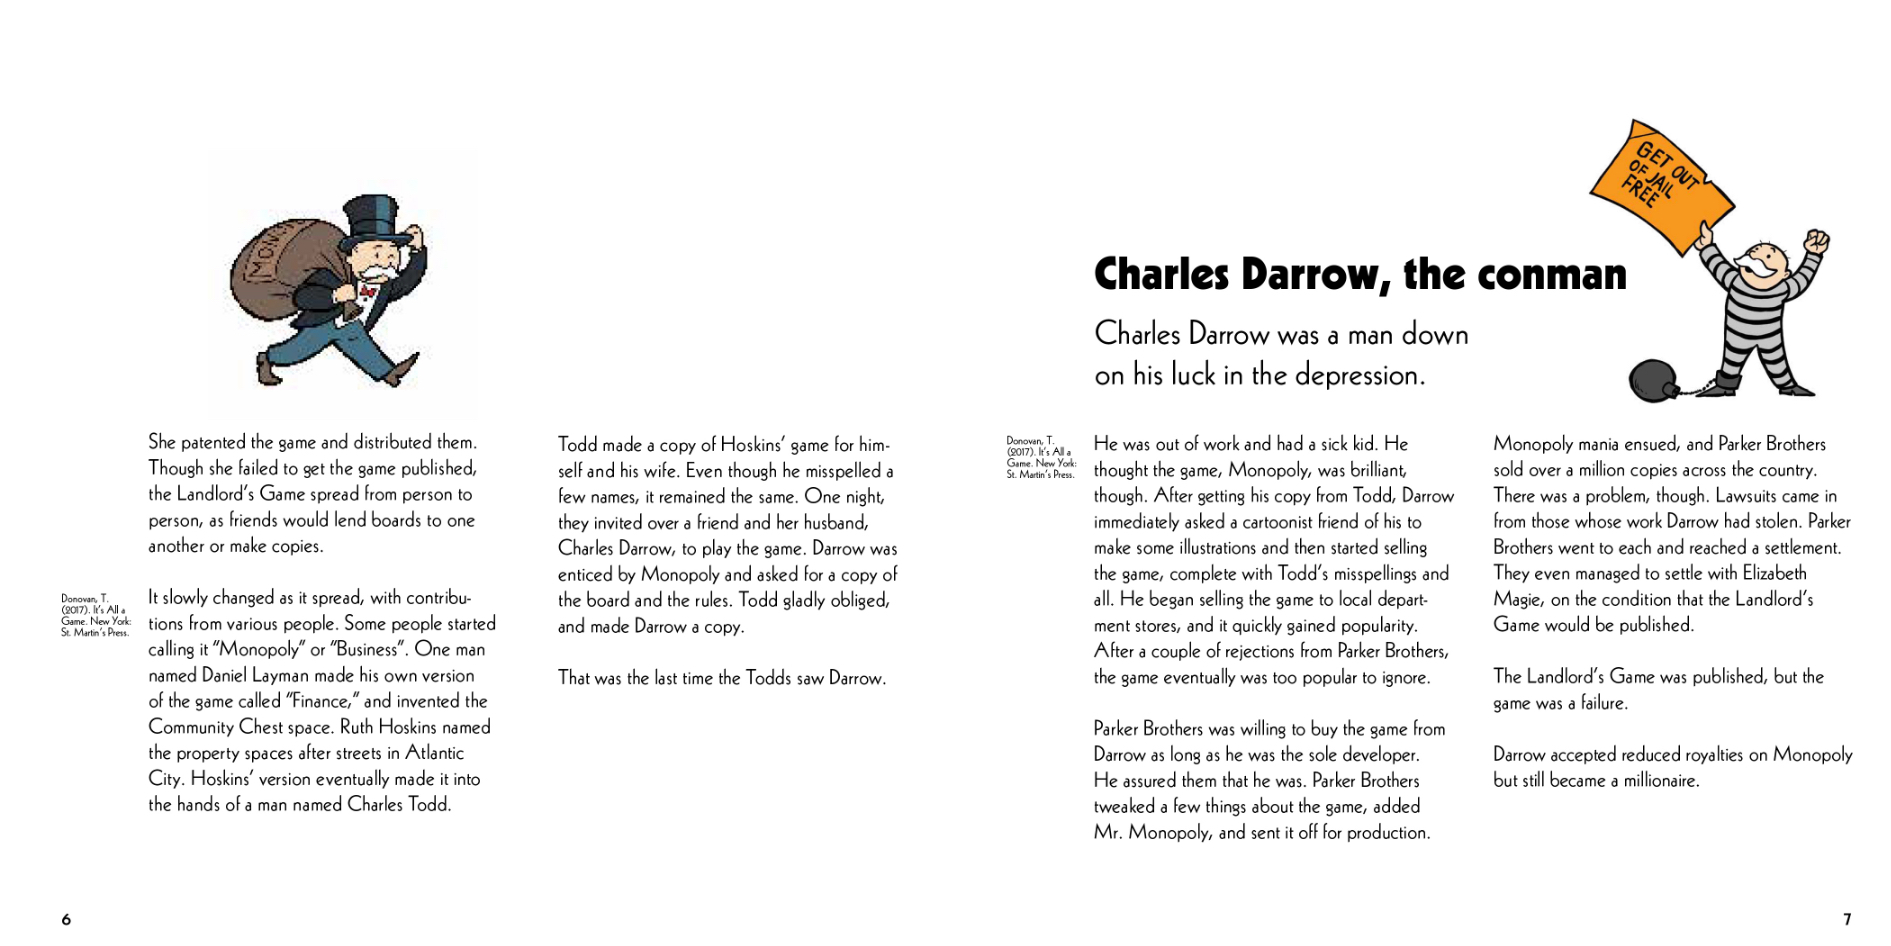 MONO
She patented the game and distributed them.
Though she failed to get the game published,
the Landlord's Game spread from person to
person, as friends would lend boards to one
another or make copies.
Donovan, T.
(2017). It's All a
Game. New York:
St. Martin's Press.
It slowly changed as it spread, with contribu-
tions from various people. Some people started
calling it "Monopoly" or "Business". One man
named Daniel Layman made his own version
of the game called "Finance," and invented the
Community Chest space. Ruth Hoskins named
the property spaces after streets in Atlantic
City. Hoskins' version eventually made it into
the hands of a man named Charles Todd.
Todd made a copy of Hoskins' game for him-
self and his wife. Even though he misspelled a
few names, it remained the same. One night,
they invited over a friend and her husband,
Charles Darrow, to play the game. Darrow was
enticed by Monopoly and asked for a copy of
the board and the rules. Todd gladly obliged,
and made Darrow a copy.
That was the last time the Todds saw Darrow.
6
GET OUT
OF JAIL
FREE
Charles Darrow, the conman
Charles Darrow was a man down
on his luck in the depression.
Donovan, T.
(2017). It's All a
Game. New York:
St. Martin's Press.
He was out of work and had a sick kid. He
thought the game, Monopoly, was brilliant,
though. After getting his copy from Todd, Darrow
immediately asked a cartoonist friend of his to
make some illustrations and then started selling
the game, complete with Todd's misspellings and
all. He began selling the game to local depart-
ment stores, and it quickly gained popularity.
After a couple of rejections from Parker Brothers,
the game eventually was too popular to ignore.
Parker Brothers was willing to buy the game from
Darrow as long as he was the sole developer.
He assured them that he was. Parker Brothers
tweaked a few things about the game, added
Mr. Monopoly, and sent it off for production.
Monopoly mania ensued, and Parker Brothers
sold over a million copies across the country.
There was a problem, though. Lawsuits came in
from those whose work Darrow had stolen. Parker
Brothers went to each and reached a settlement.
They even managed to settle with Elizabeth
Magie, on the condition that the Landlord's
Game would be published.
The Landlord's Game was published, but the
game was a failure.
Darrow accepted reduced royalties on Monopoly
but still became a millionaire.
7